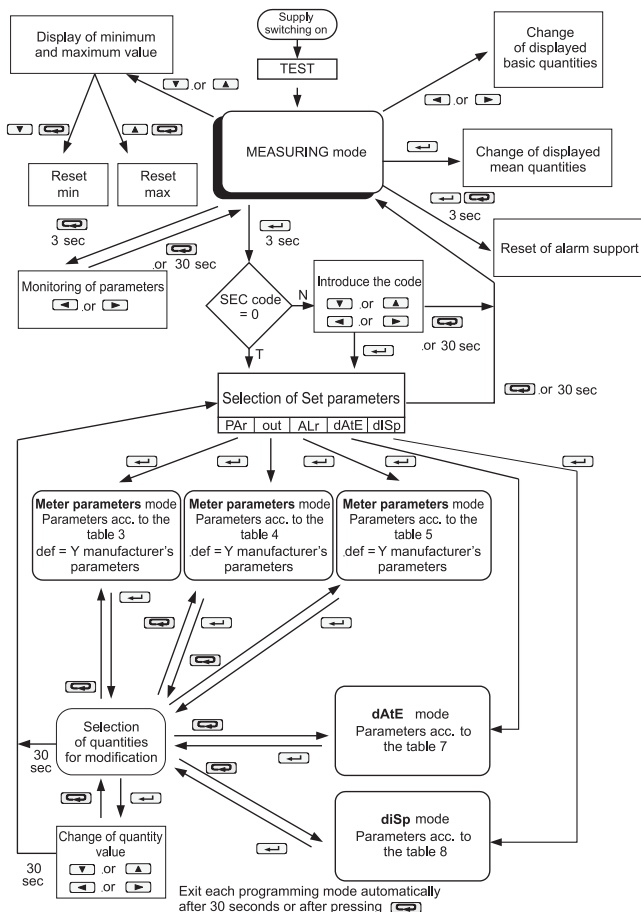 Supply
switching on
TEST
Display of minimum
and maximum value
Change
of displayed
basic quantities
▼ .or ▲
◄ or ►
MEASURING mode
Change of displayed
mean quantities
▼
▲
Reset
min
Reset
max
3 sec
Reset of alarm support
3 sec
3 sec
.or 30 sec
Monitoring of parameters
◄ .or ►
SEC code
= 0
N
T
Introduce the code
▼ .or ▲
◄ .or ►
.or 30 sec
Selection of Set parameters
PAr out ALr dAtE dISp
.or 30 sec
Meter parameters mode
Parameters acc. to the
table 3
.def = Y manufacturer's
parameters
Meter parameters mode
Parameters acc. to the
table 4
.def = Y manufacturer's
parameters
Meter parameters mode
Parameters acc. to the
table 5
.def = Y manufacturer's
parameters
Selection
of quantities
for modification
30
sec
dAtE mode
Parameters acc. to
the table 7
diSp mode
Parameters acc. to
the table 8
Change of quantity
value
▼ .or ▲
◄ .or ►
30
sec
Exit each programming mode automatically
after 30 seconds or after pressing